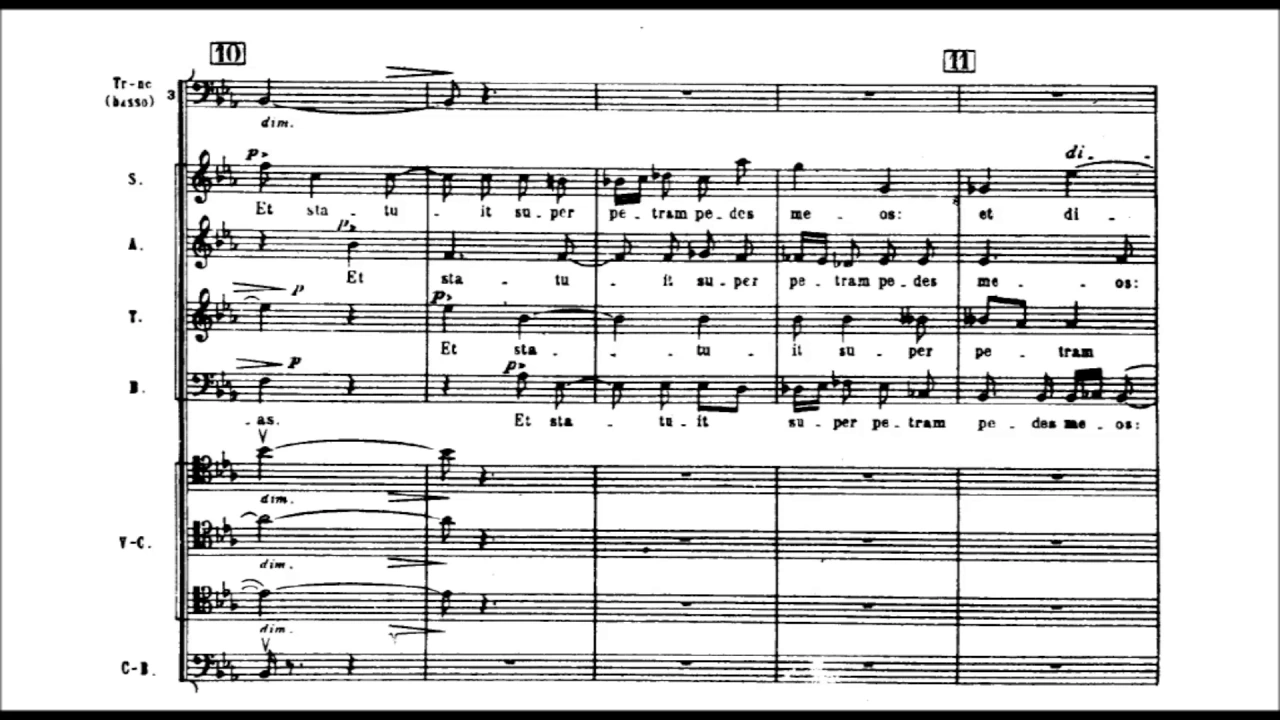 10
11
Tr-ne
(basso) 3
dim.
p
di - -
S.
Et sta - tu - it su - per pe - tram pe - des me - os: et di -
p
A.
Et sta - tu - it su - per pe - tram pe - des me - os:
p p
T.
Et sta - - - tu - it su - per pe - tram
p p
B.
- as. Et sta - tu - it su - per pe - tram pe - des me - os:
dim.
V-C.
dim.
dim.
C-B.